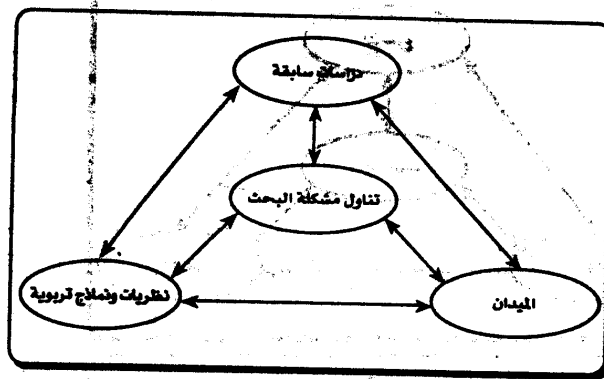 دراسات سابقة
تناول مشكلة البحث
نظريات ونماذج تربوية
الميدان